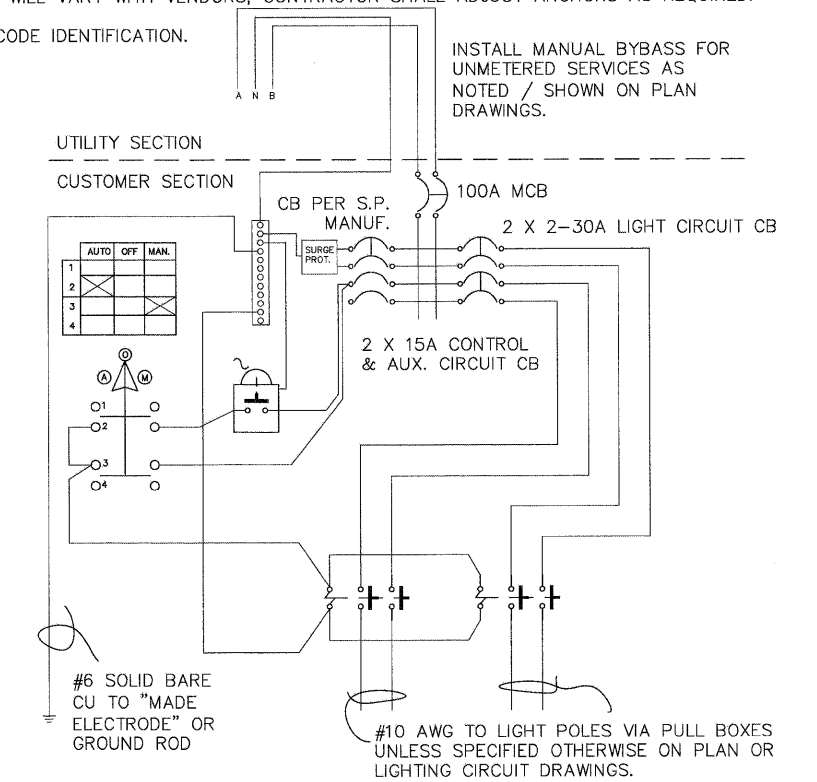 WILL VARY WITH VENDORS, CONTRACTOR SHALL ADJUST ANCHORS AS REQUIRED.
CODE IDENTIFICATION.
INSTALL MANUAL BYBASS FOR
UNMETERED SERVICES AS
NOTED / SHOWN ON PLAN
DRAWINGS.
A N B
UTILITY SECTION
CUSTOMER SECTION
100A MCB
CB PER S.P.
MANUF.
2 X 2-30A LIGHT CIRCUIT CB
SURGE
PROT.
AUTO OFF MAN.
1
2
3
4
2 X 15A CONTROL
& AUX. CIRCUIT CB
O
A M
1
2
3
4
#6 SOLID BARE
CU TO "MADE
ELECTRODE" OR
GROUND ROD
#10 AWG TO LIGHT POLES VIA PULL BOXES
UNLESS SPECIFIED OTHERWISE ON PLAN OR
LIGHTING CIRCUIT DRAWINGS.